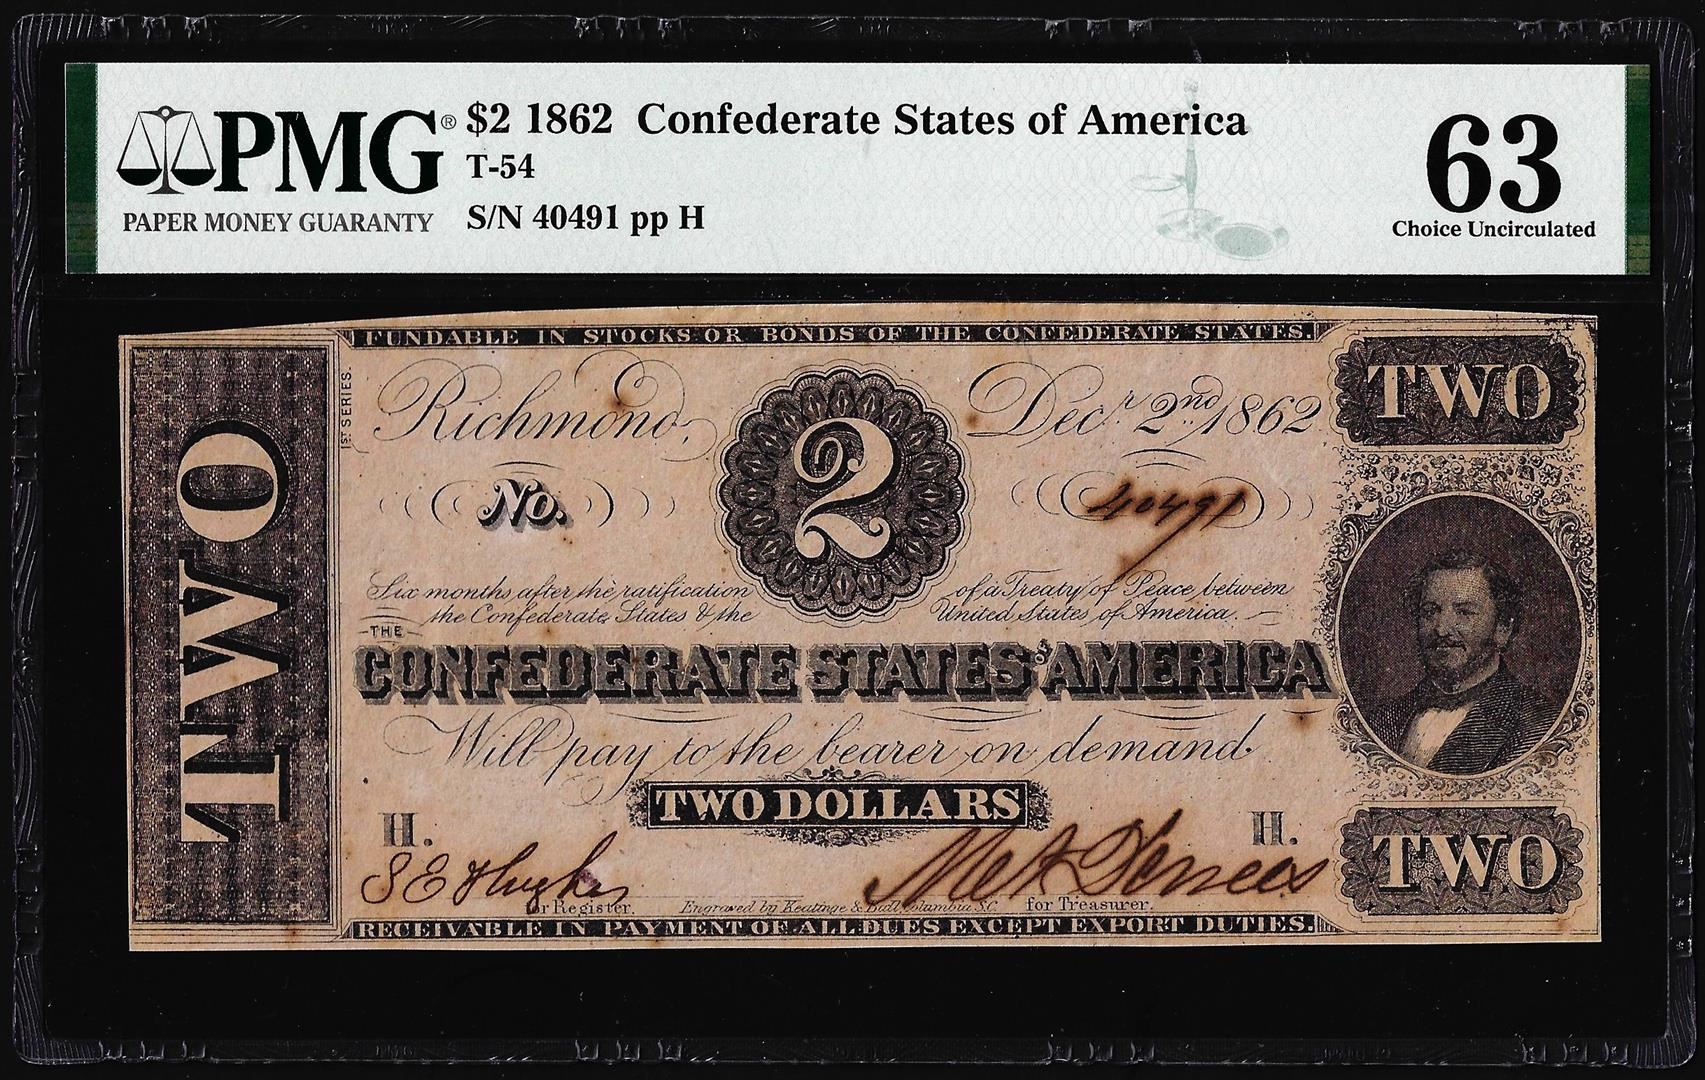 PMG®
PAPER MONEY GUARANTY
$2 1862 Confederate States of America
T-54
S/N 40491 pp H
63
Choice Uncirculated
FUNDABLE IN STOCKS OR BONDS OF THE CONFEDERATE STATES.
TWO
1ST SERIES.
Richmond,
2
Decr. 2nd 1862
TWO
No.
40491
Six months after the ratification of a Treaty of Peace between
the Confederate States & the United States of America.
THE
CONFEDERATE STATES OF AMERICA
Will pay to the bearer on demand
TWO DOLLARS
H.
H.
TWO
for Register.
Engraved by Keatinge & Ball, Columbia S.C.
for Treasurer.
RECEIVABLE IN PAYMENT OF ALL DUES EXCEPT EXPORT DUTIES.